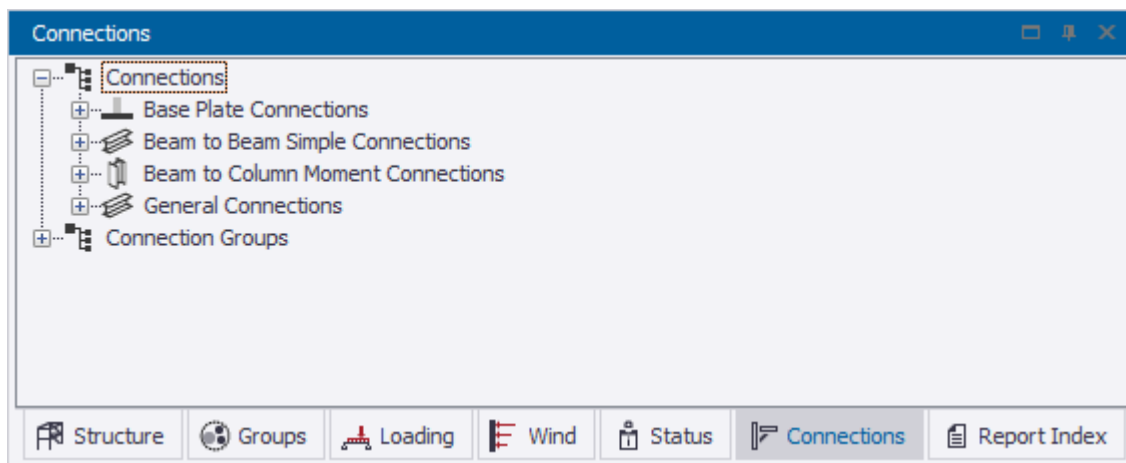 Connections
Connections
Base Plate Connections
Beam to Beam Simple Connections
Beam to Column Moment Connections
General Connections
Connection Groups
Structure Groups Loading Wind Status Connections Report Index